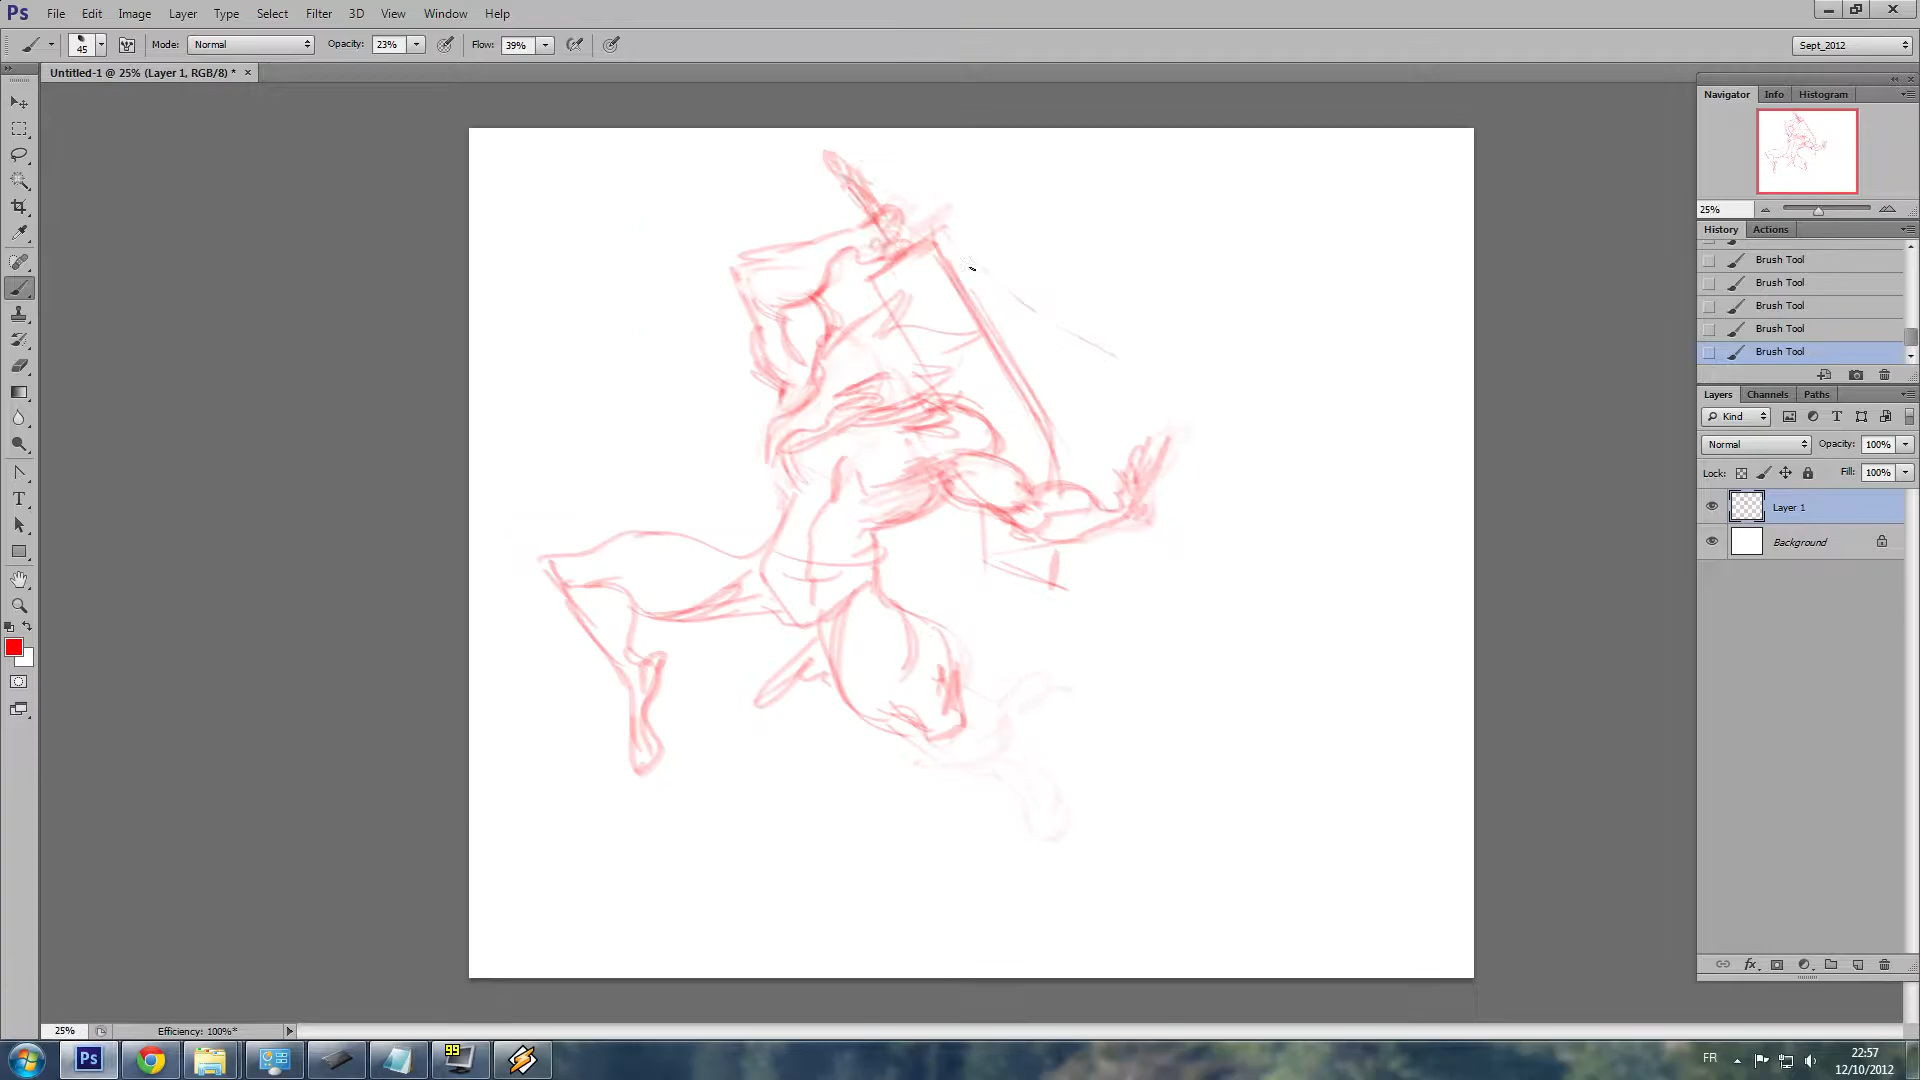 Ps File Edit Image Layer Type Select Filter 3D View Window Help
45 Mode: Normal Opacity: 23% Flow: 39% Sept_2012
Untitled-1 @ 25% (Layer 1, RGB/8) * ×
Navigator Info Histogram
25%
History Actions
Brush Tool
Brush Tool
Brush Tool
Brush Tool
Brush Tool
Layers Channels Paths
Kind
Normal Opacity: 100%
Lock: Fill: 100%
Layer 1
Background
fx
25% Efficiency: 100%*
Ps 99 FR 22:57
12/10/2012